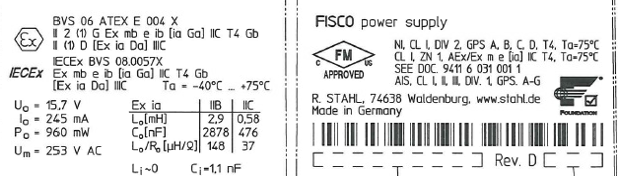 BVS 06 ATEX E 004 X
Ex II 2 (1) G Ex mb e ib [ia Ga] IIC T4 Gb
II (1) D [Ex ia Da] IIIC
IECEx BVS 08.0057X
IECEx Ex mb e ib [ia Ga] IIC T4 Gb
[Ex ia Da] IIIC Ta = -40°C ... +75°C
Uo = 15,7 V
Io = 245 mA
Po = 960 mW
Um = 253 V AC
Ex ia IIB IIC
Lo[mH] 2,9 0,58
Co[nF] 2878 476
Lo/Ro[µH/Ω] 148 37
Li~0 Ci=1,1 nF
FISCO power supply
FM
C US
APPROVED
NI, CL I, DIV 2, GPS A, B, C, D, T4, Ta=75°C
CL I, ZN 1, AEx/Ex m e [ia] IIC T4, Ta=75°C
SEE DOC. 9411 6 031 001 1
AIS, CL I, II, III, DIV. 1, GPS. A-G
R. STAHL, 74638 Waldenburg, www.stahl.de
Made in Germany
F
FOUNDATION
Rev. D